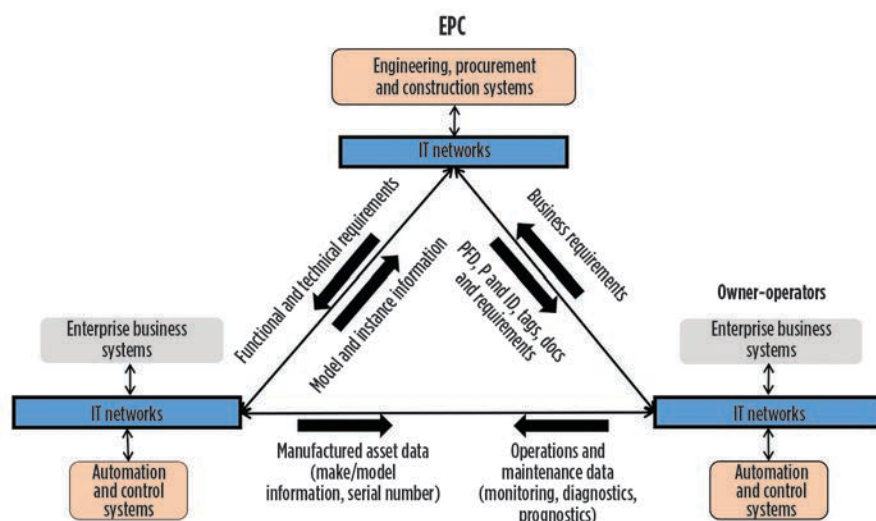 EPC
Engineering, procurement
and construction systems
IT networks
Functional and technical requirements
Model and instance information
Business requirements
PFD, P and ID, tags, docs
and requirements
Owner-operators
Enterprise business
systems
Enterprise business
systems
IT networks
IT networks
Automation
and control
systems
Manufactured asset data
(make/model
information, serial number)
Operations and
maintenance data
(monitoring, diagnostics,
prognostics)
Automation
and control
systems